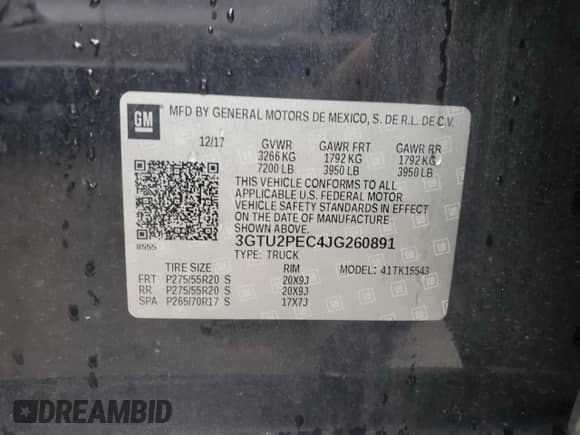 GM
MFD BY GENERAL MOTORS DE MEXICO, S. DE R.L. DE C.V.
12/17 GVWR GAWR FRT GAWR RR
3266 KG 1792 KG 1792 KG
7200 LB 3950 LB 3950 LB
THIS VEHICLE CONFORMS TO ALL
APPLICABLE U.S. FEDERAL MOTOR
VEHICLE SAFETY STANDARDS IN EFFECT
ON THE DATE OF MANUFACTURE
SHOWN ABOVE.
8555
3GTU2PEC4JG260891
TYPE: TRUCK
TIRE SIZE RIM MODEL: 41TK15543
FRT P275/55R20 S 20X9J
RR P275/55R20 S 20X9J
SPA P265/70R17 S 17X7J
DREAMBID